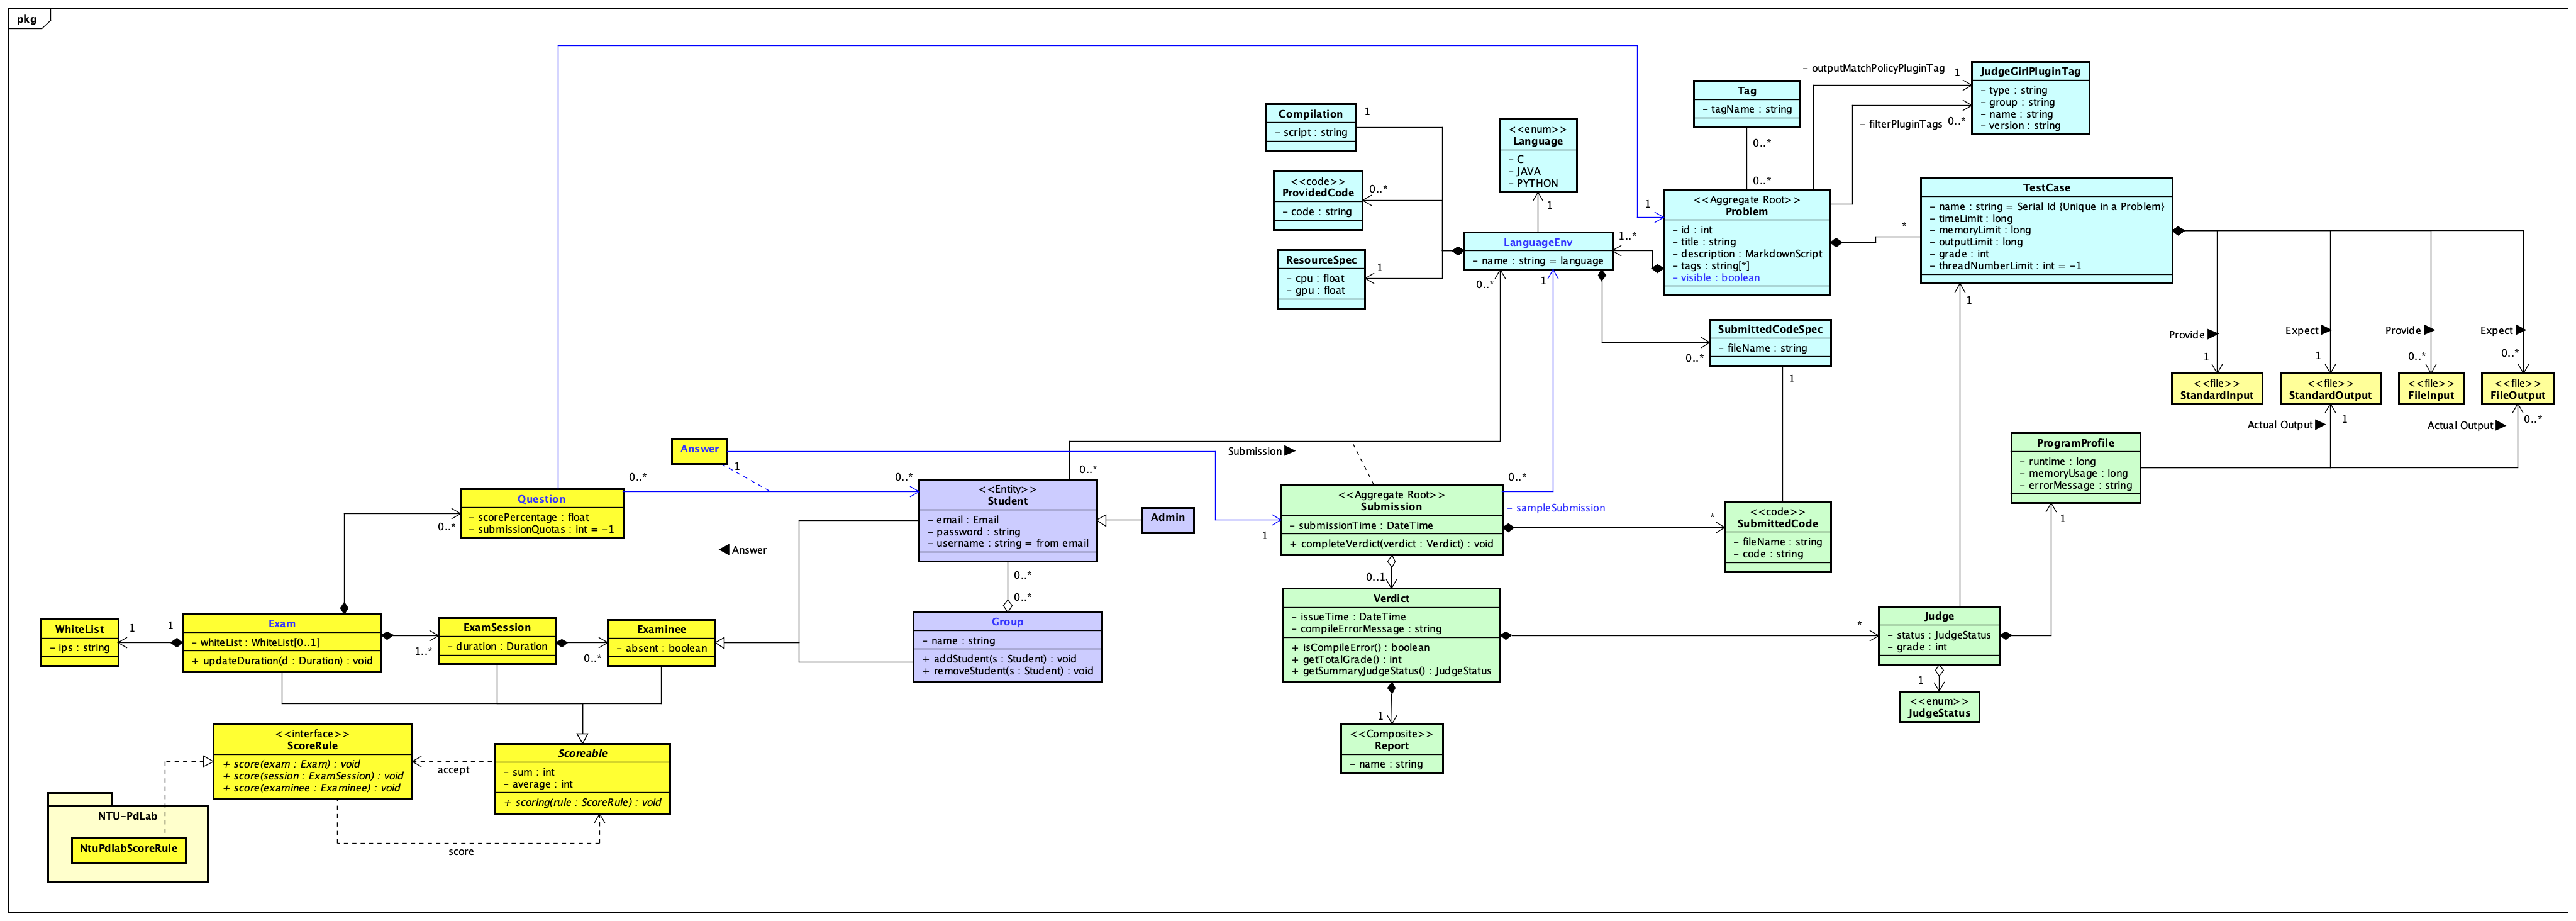 pkg
– outputMatchPolicyPluginTag
1
JudgeGirlPluginTag
– type : string
– group : string
– name : string
– version : string
– filterPluginTags
0..*
Tag
– tagName : string
0..*
0..*
Compilation
– script : string
1
<<enum>>
Language
– C
– JAVA
– PYTHON
1
<<code>>
ProvidedCode
– code : string
0..*
ResourceSpec
– cpu : float
– gpu : float
1
LanguageEnv
– name : string = language
1..*
0..*
1
1
<<Aggregate Root>>
Problem
– id : int
– title : string
– description : MarkdownScript
– tags : string[*]
– visible : boolean
*
TestCase
– name : string = Serial Id {Unique in a Problem}
– timeLimit : long
– memoryLimit : long
– outputLimit : long
– grade : int
– threadNumberLimit : int = –1
1
SubmittedCodeSpec
– fileName : string
0..*
1
Provide ▶
Expect ▶
Provide ▶
Expect ▶
1
1
0..*
0..*
<<file>>
StandardInput
<<file>>
StandardOutput
<<file>>
FileInput
<<file>>
FileOutput
Actual Output ▶
1
Actual Output ▶
0..*
ProgramProfile
– runtime : long
– memoryUsage : long
– errorMessage : string
1
Answer
1
Submission ▶
0..*
0..*
0..*
Question
– scorePercentage : float
– submissionQuotas : int = –1
0..*
<<Entity>>
Student
– email : Email
– password : string
– username : string = from email
Admin
◀ Answer
0..*
0..*
Group
– name : string
+ addStudent(s : Student) : void
+ removeStudent(s : Student) : void
<<Aggregate Root>>
Submission
– submissionTime : DateTime
+ completeVerdict(verdict : Verdict) : void
1
0..*
– sampleSubmission
*
<<code>>
SubmittedCode
– fileName : string
– code : string
0..1
Verdict
– issueTime : DateTime
– compileErrorMessage : string
+ isCompileError() : boolean
+ getTotalGrade() : int
+ getSummaryJudgeStatus() : JudgeStatus
*
Judge
– status : JudgeStatus
– grade : int
1
<<enum>>
JudgeStatus
1
<<Composite>>
Report
– name : string
WhiteList
– ips : string
1
1
Exam
– whiteList : WhiteList[0..1]
+ updateDuration(d : Duration) : void
1..*
ExamSession
– duration : Duration
0..*
Examinee
– absent : boolean
<<interface>>
ScoreRule
+ score(exam : Exam) : void
+ score(session : ExamSession) : void
+ score(examinee : Examinee) : void
accept
Scoreable
– sum : int
– average : int
+ scoring(rule : ScoreRule) : void
score
NTU–PdLab
NtuPdlabScoreRule